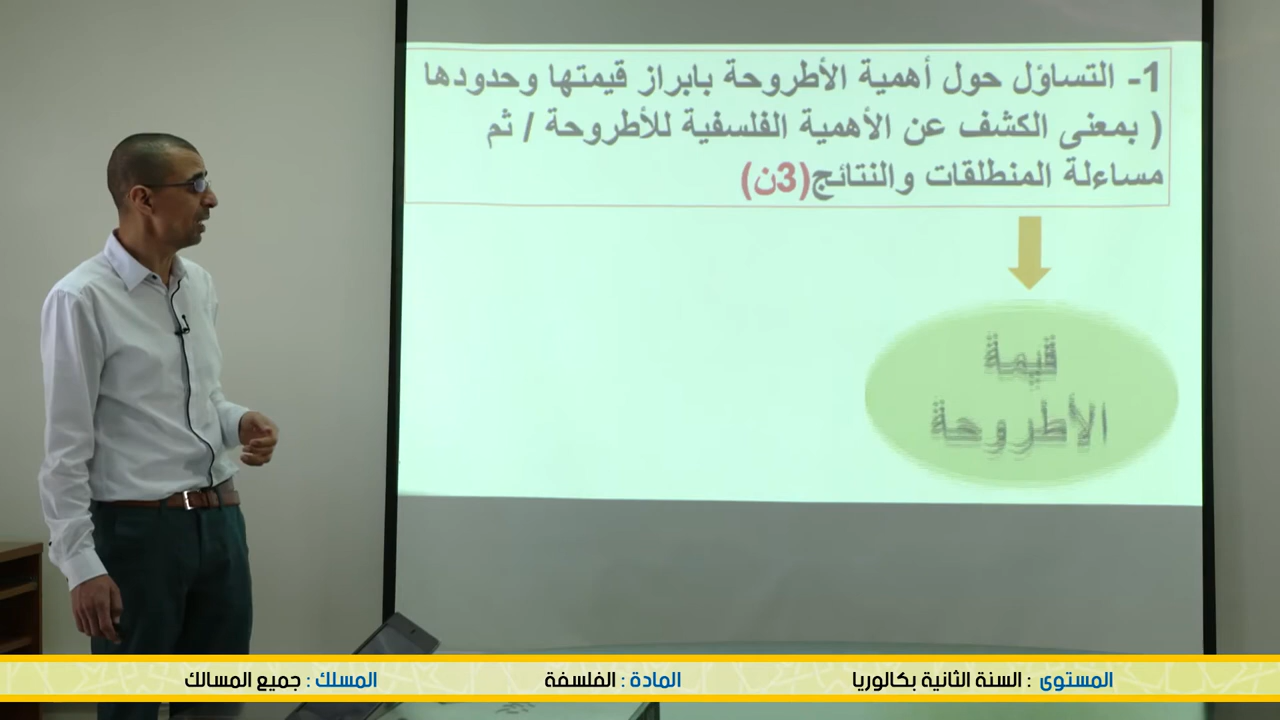 1- التساؤل حول أهمية الأطروحة بابراز قيمتها وحدودها
( بمعنى الكشف عن الأهمية الفلسفية للأطروحة / ثم
مساءلة المنطلقات والنتائج(3ن)
قيمة
الأطروحة
المستوى : السنة الثانية بكالوريا
المادة : الفلسفة
المسلك : جميع المسالك